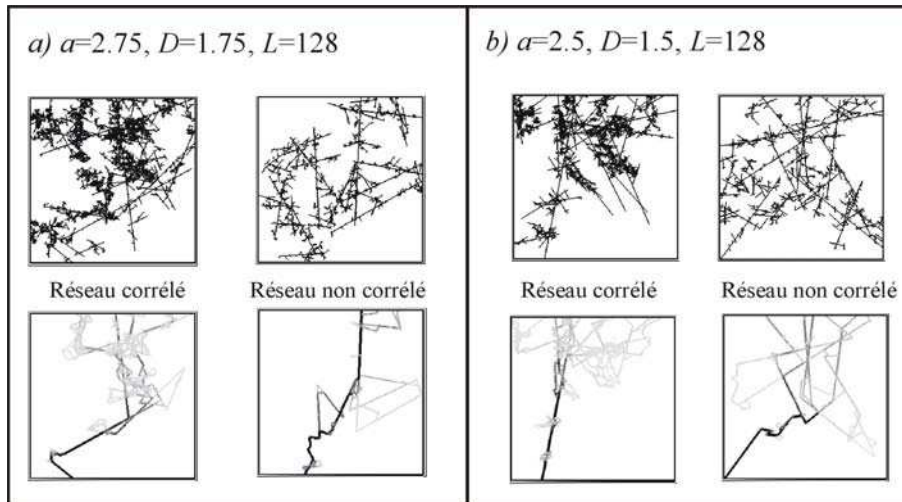 a) a=2.75, D=1.75, L=128
Réseau corrélé
Réseau non corrélé
b) a=2.5, D=1.5, L=128
Réseau corrélé
Réseau non corrélé